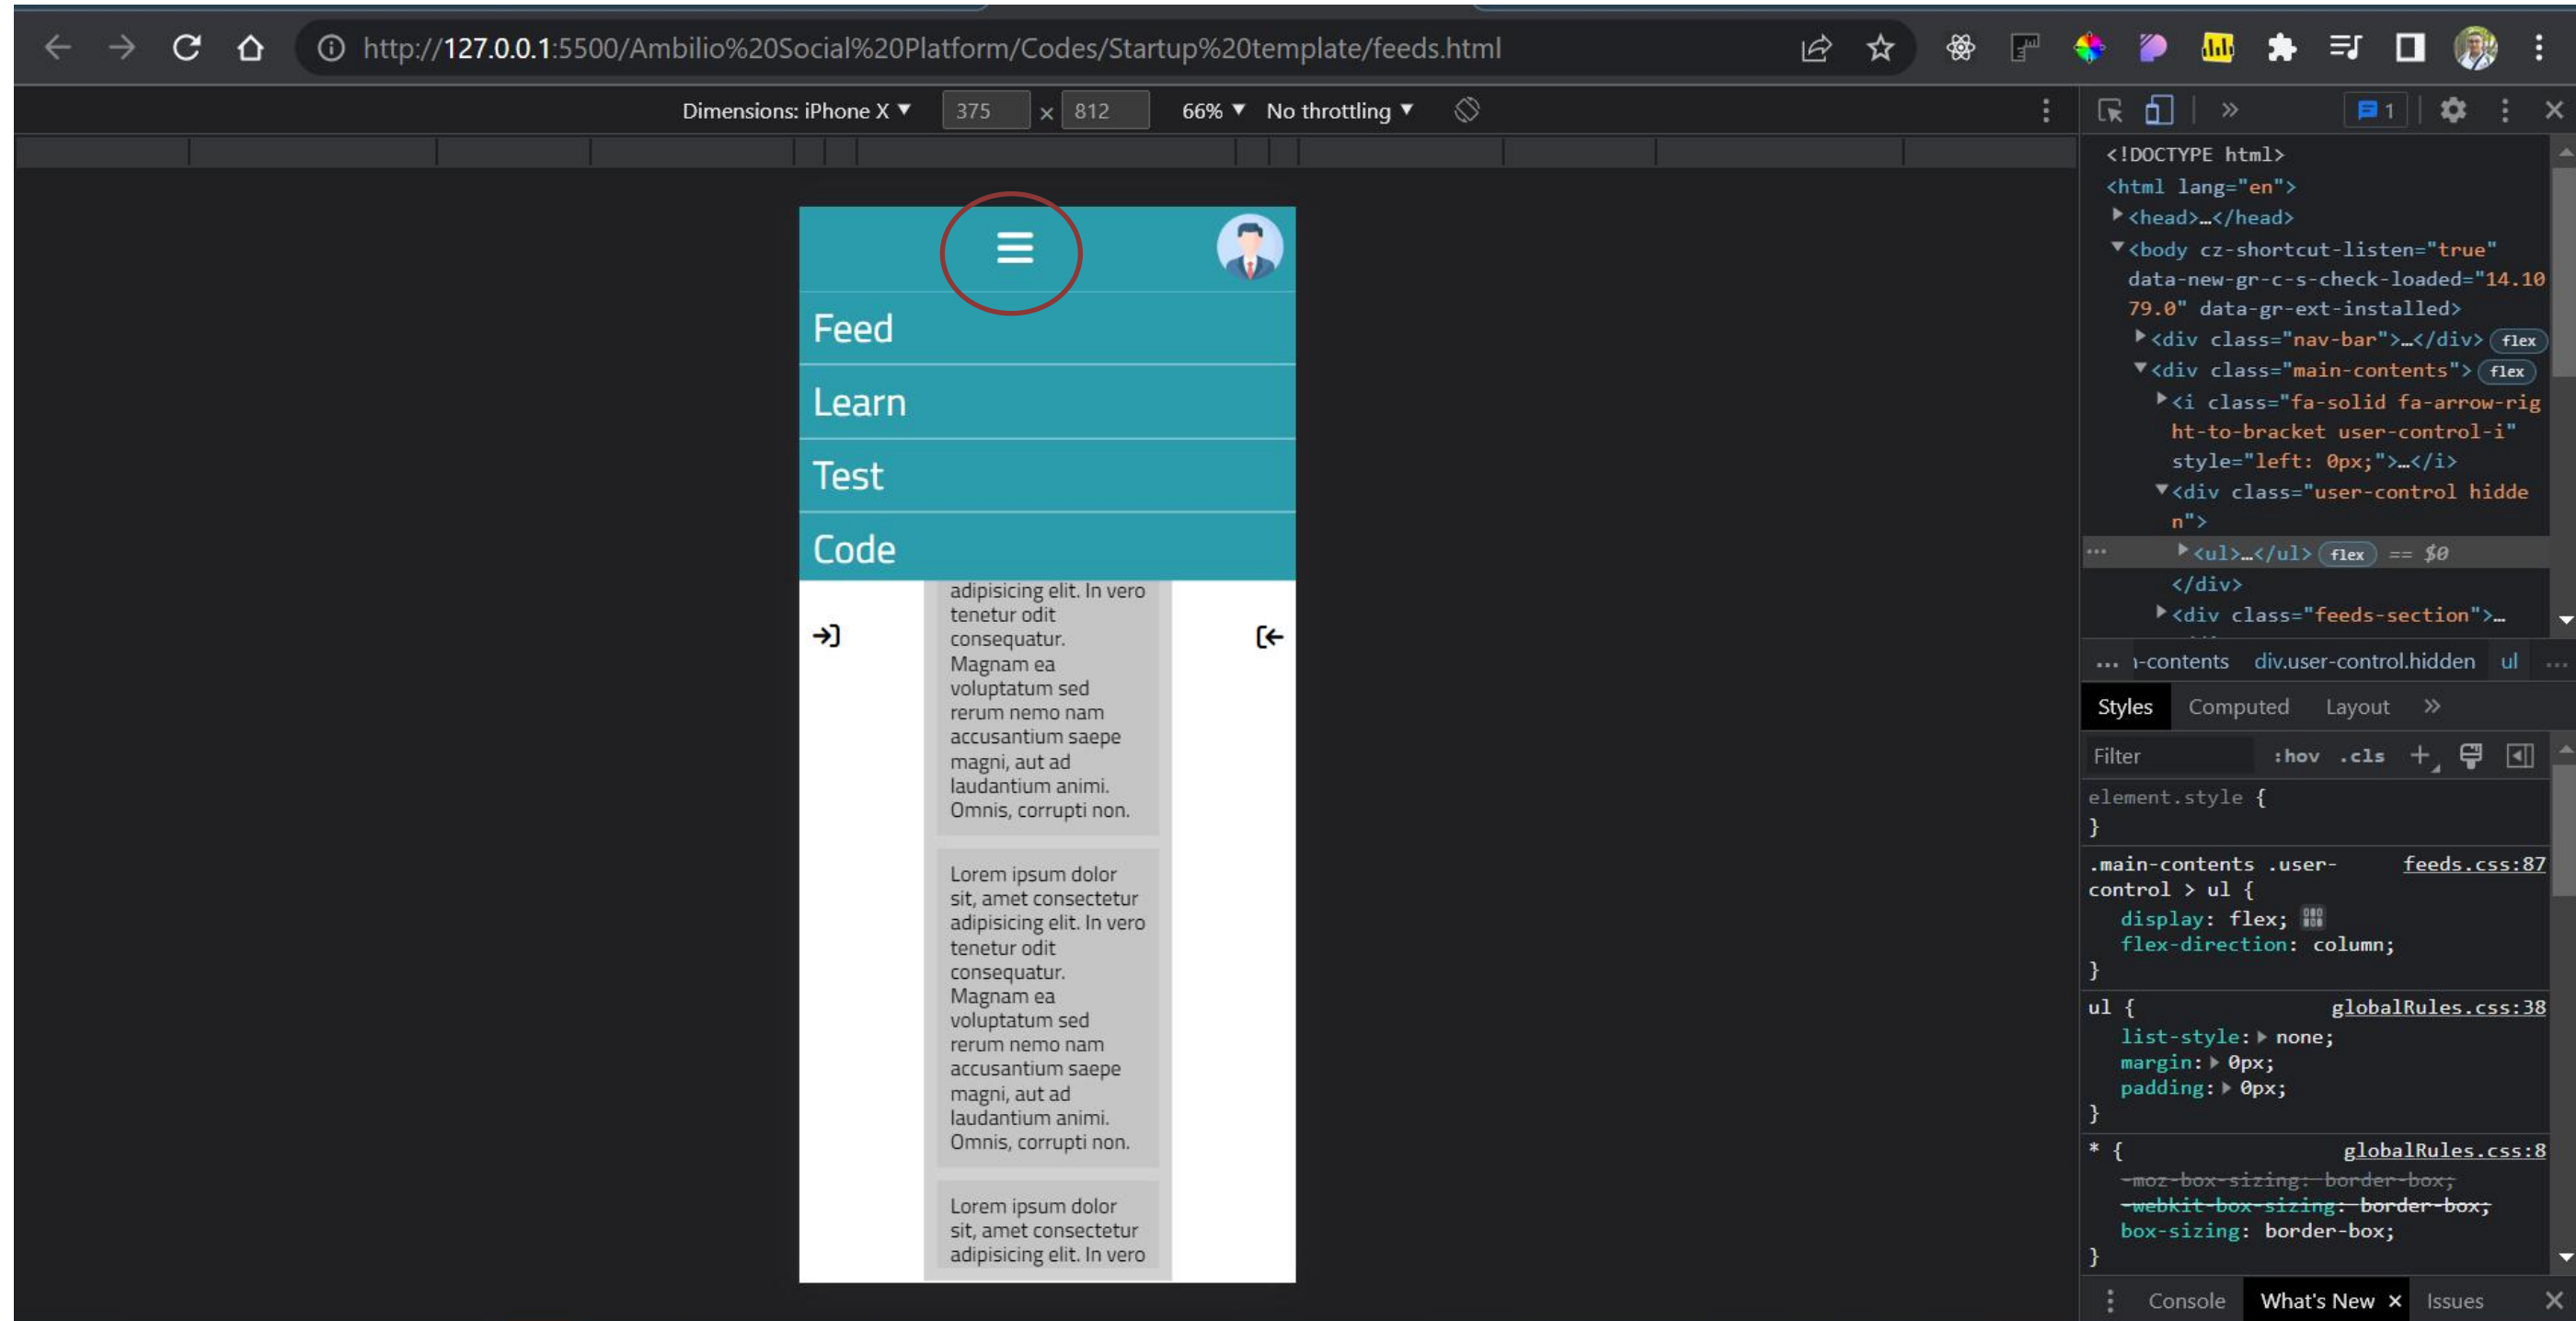 http://127.0.0.1:5500/Ambilio%20Social%20Platform/Codes/Startup%20template/feeds.html
Dimensions: iPhone X ▼ 375 × 812 66% ▼ No throttling ▼
1
Feed
Learn
Test
Code
adipisicing elit. In vero
tenetur odit
consequatur.
Magnam ea
voluptatum sed
rerum nemo nam
accusantium saepe
magni, aut ad
laudantium animi.
Omnis, corrupti non.
Lorem ipsum dolor
sit, amet consectetur
adipisicing elit. In vero
tenetur odit
consequatur.
Magnam ea
voluptatum sed
rerum nemo nam
accusantium saepe
magni, aut ad
laudantium animi.
Omnis, corrupti non.
Lorem ipsum dolor
sit, amet consectetur
adipisicing elit. In vero
<!DOCTYPE html>
<html lang="en">
<head>…</head>
<body cz-shortcut-listen="true"
data-new-gr-c-s-check-loaded="14.10
79.0" data-gr-ext-installed>
<div class="nav-bar">…</div> flex
<div class="main-contents"> flex
<i class="fa-solid fa-arrow-rig
ht-to-bracket user-control-i"
style="left: 0px;">…</i>
<div class="user-control hidde
n">
<ul>…</ul> flex == $0
</div>
<div class="feeds-section">…
... -contents div.user-control.hidden ul ...
Styles Computed Layout
Filter :hov .cls
element.style {
}
.main-contents .user- feeds.css:87
control > ul {
display: flex;
flex-direction: column;
}
ul { globalRules.css:38
list-style: none;
margin: 0px;
padding: 0px;
}
* { globalRules.css:8
-moz-box-sizing: border-box;
-webkit-box-sizing: border-box;
box-sizing: border-box;
}
Console What's New × Issues